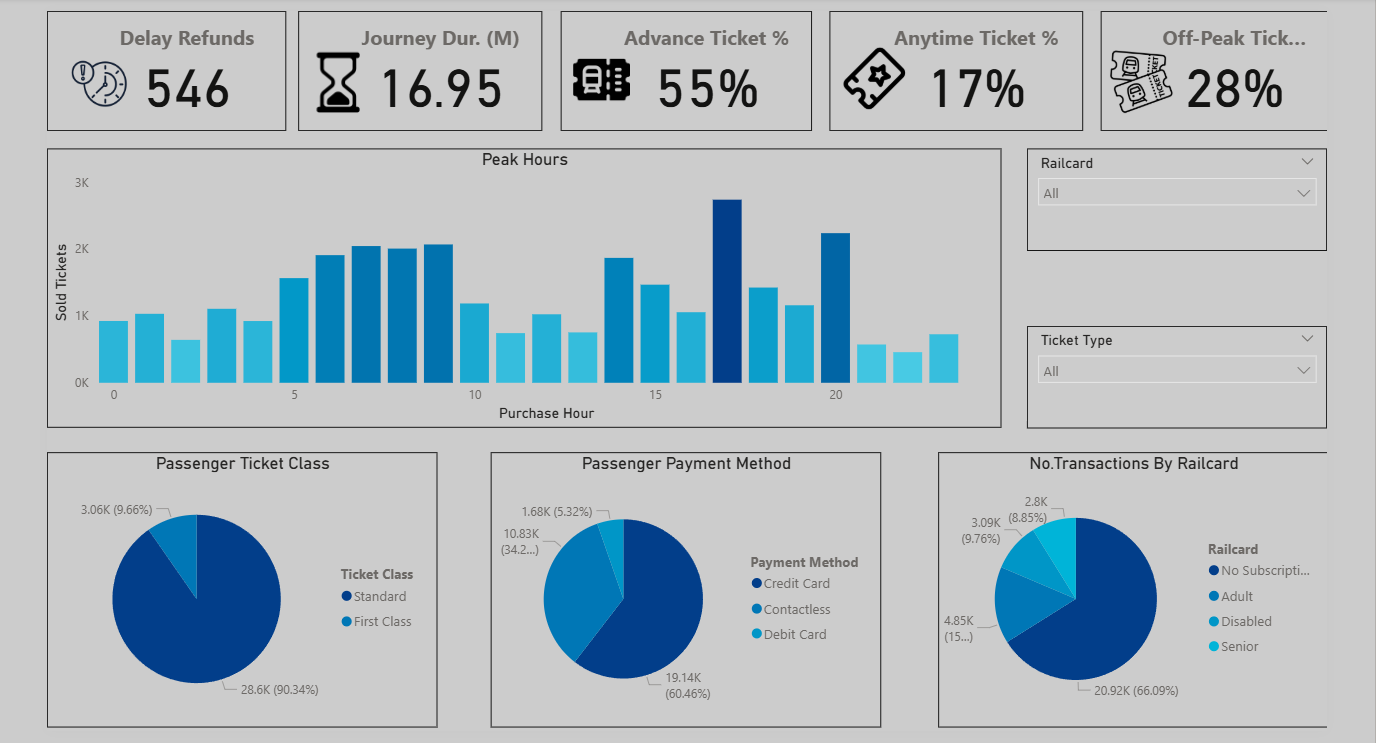 Delay Refunds
546
Journey Dur. (M)
16.95
Advance Ticket %
55%
Anytime Ticket %
17%
TICKET
TICKET
Off-Peak Tick...
28%
Peak Hours
3K
2K
1K
0K
Sold Tickets
0
5
10
15
20
Purchase Hour
Railcard
All
Ticket Type
All
Passenger Ticket Class
3.06K (9.66%)
28.6K (90.34%)
Ticket Class
Standard
First Class
Passenger Payment Method
1.68K (5.32%)
10.83K
(34.2...)
19.14K
(60.46%)
Payment Method
Credit Card
Contactless
Debit Card
No.Transactions By Railcard
2.8K
(8.85%)
3.09K
(9.76%)
4.85K
(15...)
20.92K (66.09%)
Railcard
No Subscripti...
Adult
Disabled
Senior